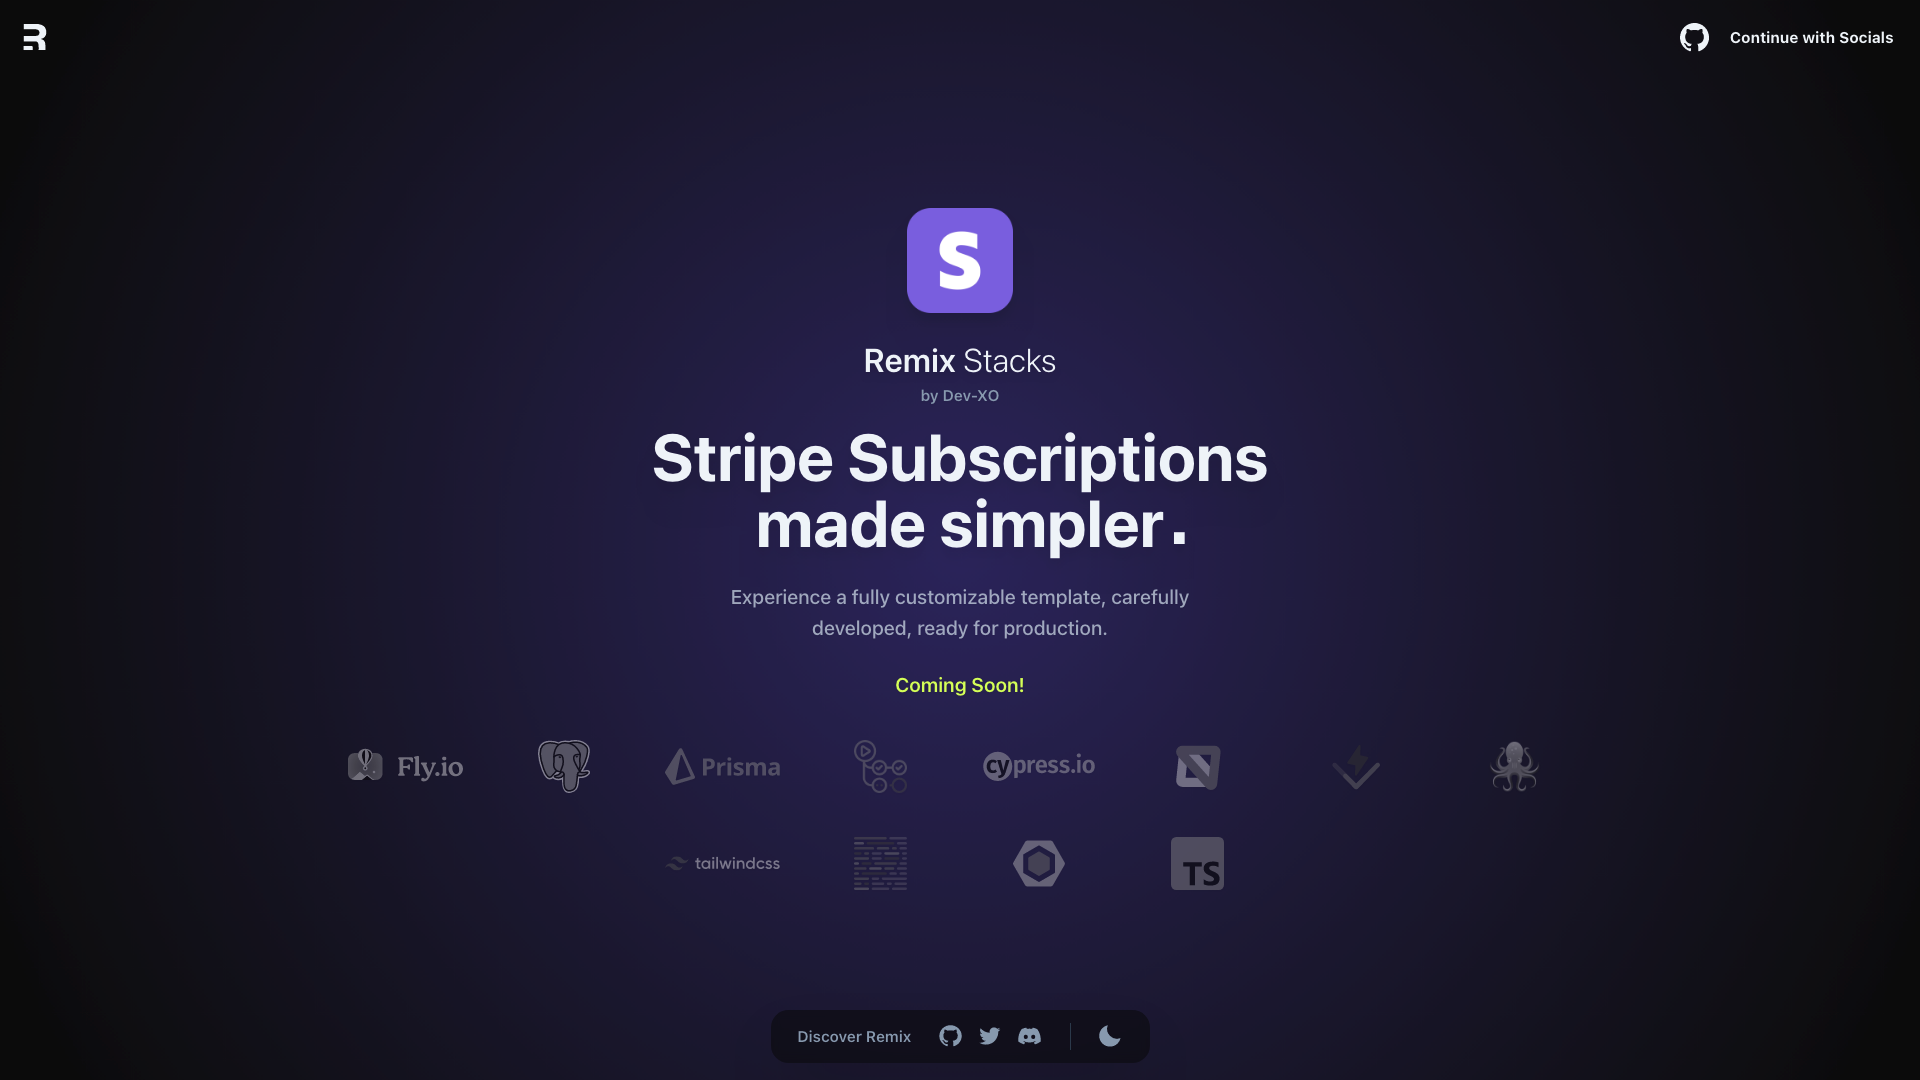 R
Continue with Socials
S
Remix Stacks
by Dev-XO
Stripe Subscriptions
made simpler.
Experience a fully customizable template, carefully
developed, ready for production.
Coming Soon!
Fly.io
Prisma
cypress.io
tailwindcss
TS
Discover Remix